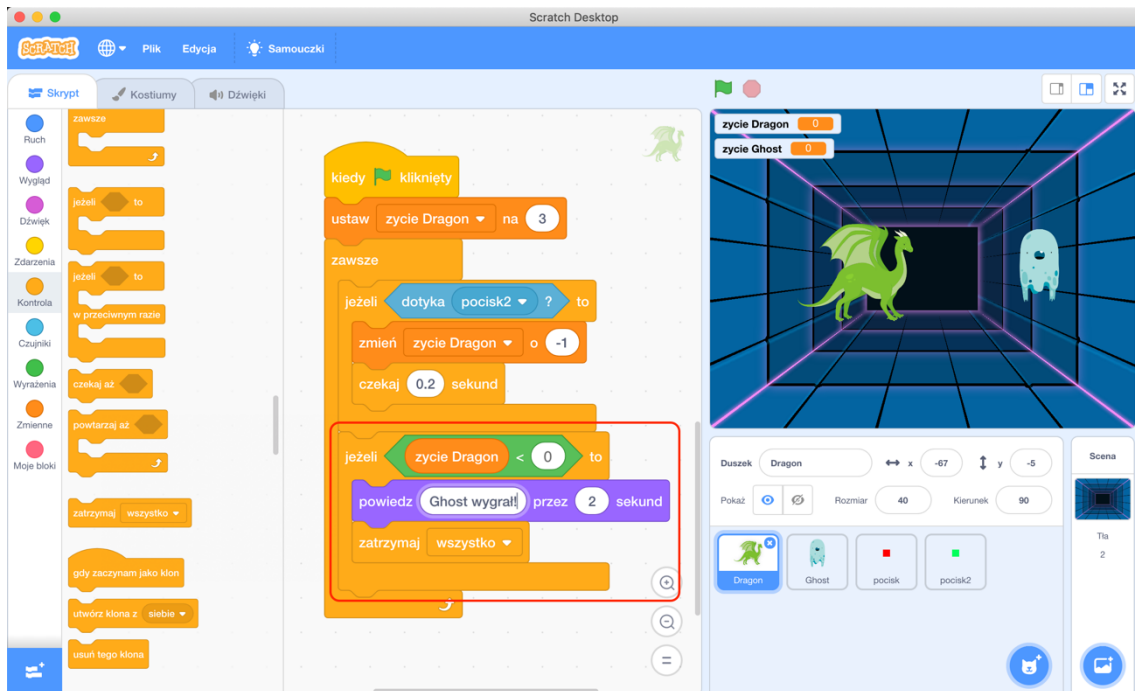 Scratch Desktop
SCRATCH
Plik Edycja Samouczki
Skrypt Kostiumy Dźwięki
Ruch
Wygląd
Dźwięk
Zdarzenia
Kontrola
Czujniki
Wyrażenia
Zmienne
Moje bloki
zawsze
jeżeli to
jeżeli to
w przeciwnym razie
czekaj aż
powtarzaj aż
zatrzymaj wszystko
gdy zaczynam jako klon
utwórz klona z siebie
usuń tego klona
kiedy kliknięty
ustaw zycie Dragon na 3
zawsze
jeżeli dotyka pocisk2 ? to
zmień zycie Dragon o -1
czekaj 0.2 sekund
jeżeli zycie Dragon < 0 to
powiedz Ghost wygrał! przez 2 sekund
zatrzymaj wszystko
zycie Dragon 0
zycie Ghost 0
Duszek Dragon x -67 y -5
Pokaż Rozmiar 40 Kierunek 90
Dragon Ghost pocisk pocisk2
Scena
Tła
2